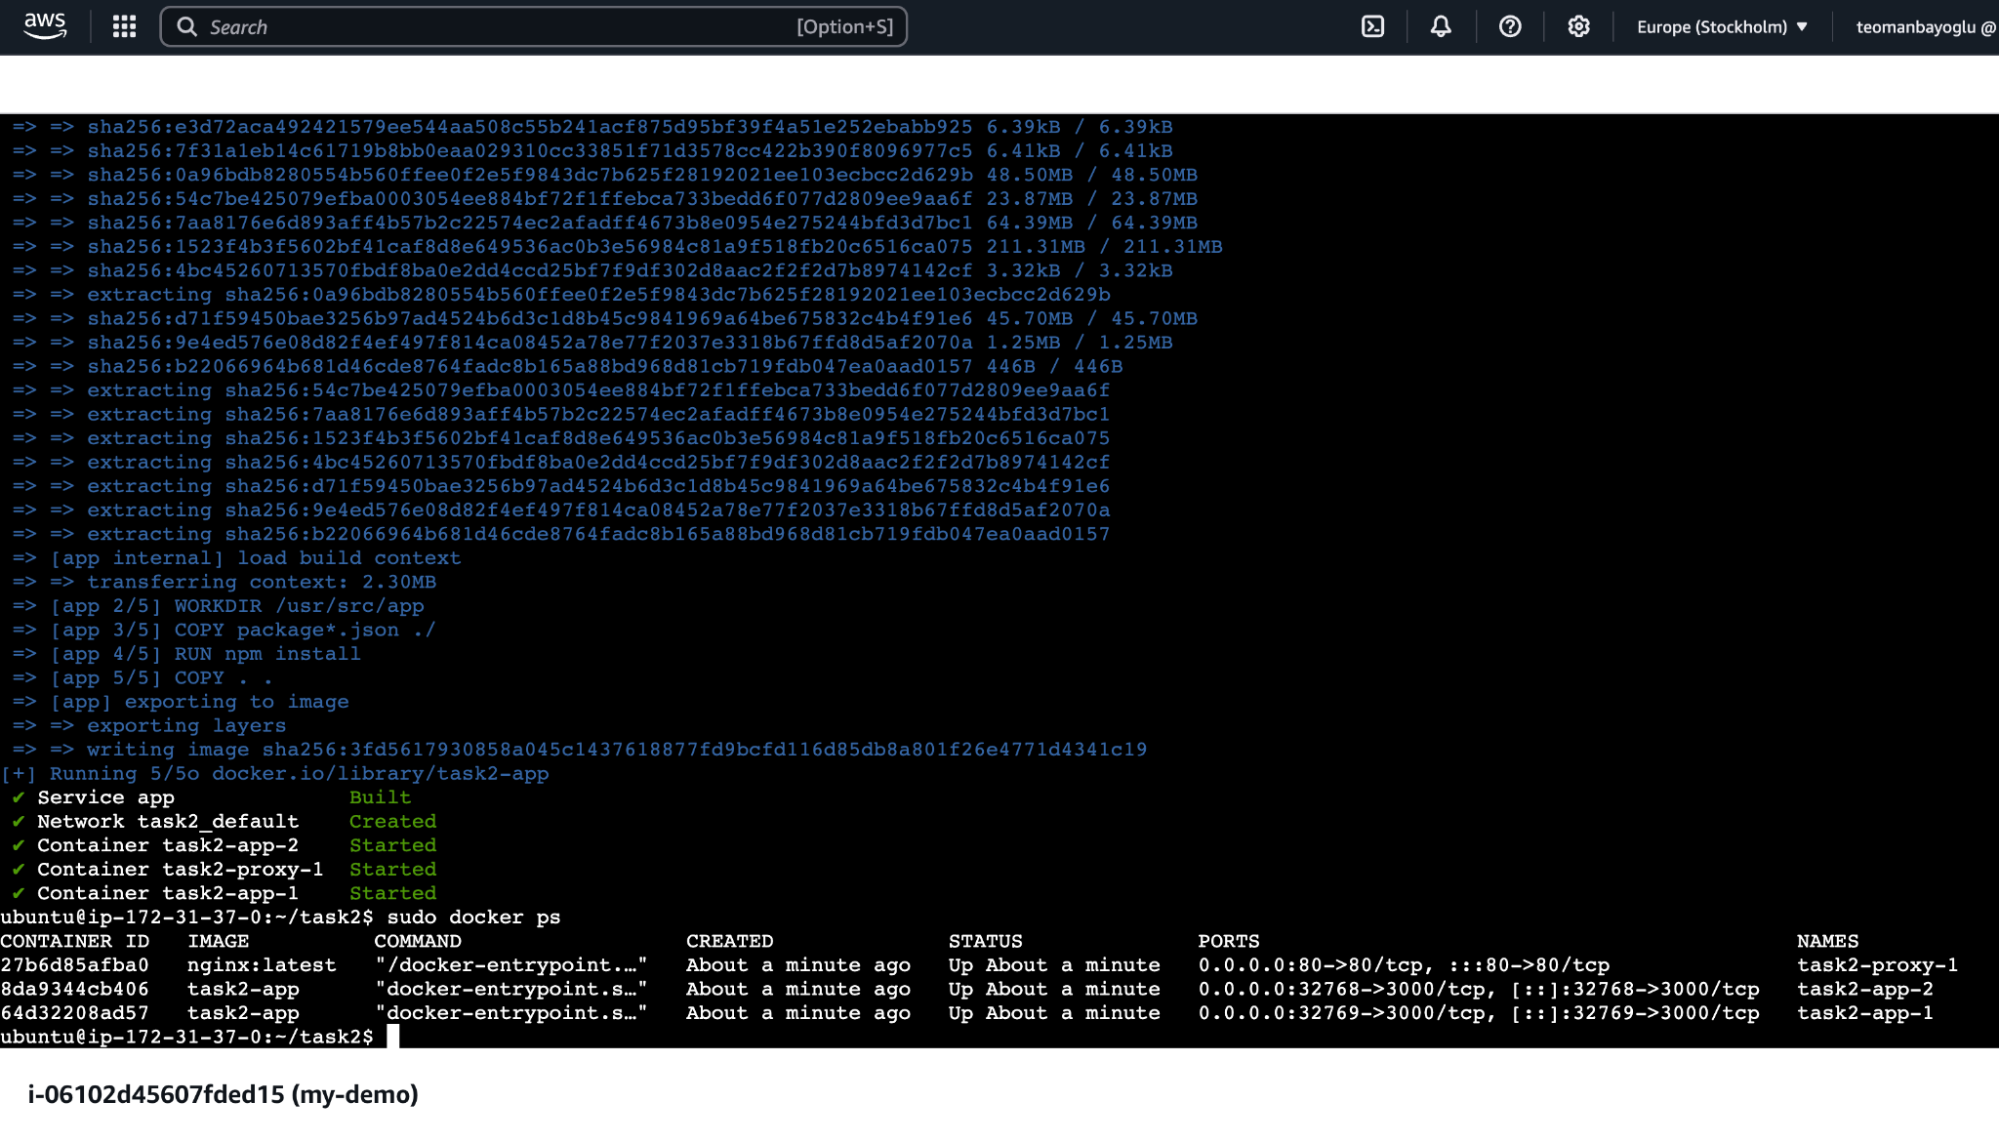 aws Search [Option+S] Europe (Stockholm) ▼ teomanbayoglu @
=> => sha256:e3d72aca492421579ee544aa508c55b241acf875d95bf39f4a51e252ebabb925 6.39kB / 6.39kB
=> => sha256:7f31a1eb14c61719b8bb0eaa029310cc33851f71d3578cc422b390f8096977c5 6.41kB / 6.41kB
=> => sha256:0a96bdb8280554b560ffee0f2e5f9843dc7b625f28192021ee103ecbcc2d629b 48.50MB / 48.50MB
=> => sha256:54c7be425079efba0003054ee884bf72f1ffebca733bedd6f077d2809ee9aa6f 23.87MB / 23.87MB
=> => sha256:7aa8176e6d893aff4b57b2c22574ec2afadff4673b8e0954e275244bfd3d7bc1 64.39MB / 64.39MB
=> => sha256:1523f4b3f5602bf41caf8d8e649536ac0b3e56984c81a9f518fb20c6516ca075 211.31MB / 211.31MB
=> => sha256:4bc45260713570fbdf8ba0e2dd4ccd25bf7f9df302d8aac2f2f2d7b8974142cf 3.32kB / 3.32kB
=> => extracting sha256:0a96bdb8280554b560ffee0f2e5f9843dc7b625f28192021ee103ecbcc2d629b
=> => sha256:d71f59450bae3256b97ad4524b6d3c1d8b45c9841969a64be675832c4b4f91e6 45.70MB / 45.70MB
=> => sha256:9e4ed576e08d82f4ef497f814ca08452a78e77f2037e3318b67ffd8d5af2070a 1.25MB / 1.25MB
=> => sha256:b22066964b681d46cde8764fadc8b165a88bd968d81cb719fdb047ea0aad0157 446B / 446B
=> => extracting sha256:54c7be425079efba0003054ee884bf72f1ffebca733bedd6f077d2809ee9aa6f
=> => extracting sha256:7aa8176e6d893aff4b57b2c22574ec2afadff4673b8e0954e275244bfd3d7bc1
=> => extracting sha256:1523f4b3f5602bf41caf8d8e649536ac0b3e56984c81a9f518fb20c6516ca075
=> => extracting sha256:4bc45260713570fbdf8ba0e2dd4ccd25bf7f9df302d8aac2f2f2d7b8974142cf
=> => extracting sha256:d71f59450bae3256b97ad4524b6d3c1d8b45c9841969a64be675832c4b4f91e6
=> => extracting sha256:9e4ed576e08d82f4ef497f814ca08452a78e77f2037e3318b67ffd8d5af2070a
=> => extracting sha256:b22066964b681d46cde8764fadc8b165a88bd968d81cb719fdb047ea0aad0157
=> [app internal] load build context
=> => transferring context: 2.30MB
=> [app 2/5] WORKDIR /usr/src/app
=> [app 3/5] COPY package*.json ./
=> [app 4/5] RUN npm install
=> [app 5/5] COPY . .
=> [app] exporting to image
=> => exporting layers
=> => writing image sha256:3fd5617930858a045c1437618877fd9bcfd116d85db8a801f26e4771d4341c19
[+] Running 5/5o docker.io/library/task2-app
✔ Service app Built
✔ Network task2_default Created
✔ Container task2-app-2 Started
✔ Container task2-proxy-1 Started
✔ Container task2-app-1 Started
ubuntu@ip-172-31-37-0:~/task2$ sudo docker ps
CONTAINER ID IMAGE COMMAND CREATED STATUS PORTS NAMES
27b6d85afba0 nginx:latest "/docker-entrypoint.…" About a minute ago Up About a minute 0.0.0.0:80->80/tcp, :::80->80/tcp task2-proxy-1
8da9344cb406 task2-app "docker-entrypoint.s…" About a minute ago Up About a minute 0.0.0.0:32768->3000/tcp, [::]:32768->3000/tcp task2-app-2
64d32208ad57 task2-app "docker-entrypoint.s…" About a minute ago Up About a minute 0.0.0.0:32769->3000/tcp, [::]:32769->3000/tcp task2-app-1
ubuntu@ip-172-31-37-0:~/task2$
i-06102d45607fded15 (my-demo)